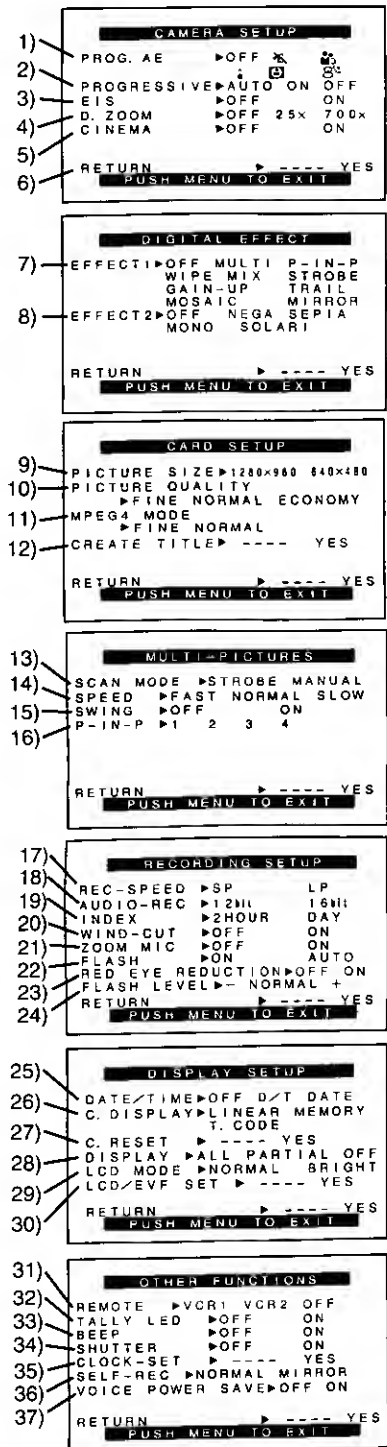 CAMERA SETUP
1) PROG. AE ▶OFF
2) PROGRESSIVE▶AUTO ON OFF
3) EIS ▶OFF ON
4) D. ZOOM ▶OFF 25x 700x
5) CINEMA ▶OFF ON
6) RETURN ▶ ---- YES
PUSH MENU TO EXIT
DIGITAL EFFECT
7) EFFECT1▶OFF MULTI P-IN-P
WIPE MIX STROBE
GAIN-UP TRAIL
MOSAIC MIRROR
8) EFFECT2▶OFF NEGA SEPIA
MONO SOLARI
RETURN ▶ ---- YES
PUSH MENU TO EXIT
CARD SETUP
9) PICTURE SIZE▶1280×960 640×480
10) PICTURE QUALITY
▶FINE NORMAL ECONOMY
11) MPEG4 MODE
▶FINE NORMAL
12) CREATE TITLE▶ ---- YES
RETURN ▶ ---- YES
PUSH MENU TO EXIT
MULTI-PICTURES
13) SCAN MODE ▶STROBE MANUAL
14) SPEED ▶FAST NORMAL SLOW
15) SWING ▶OFF ON
16) P-IN-P ▶1 2 3 4
RETURN ▶ ---- YES
PUSH MENU TO EXIT
RECORDING SETUP
17) REC-SPEED ▶SP LP
18) AUDIO-REC ▶12bit 16bit
19) INDEX ▶2HOUR DAY
20) WIND-CUT ▶OFF ON
21) ZOOM MIC ▶OFF ON
22) FLASH ▶ON AUTO
23) RED EYE REDUCTION▶OFF ON
24) FLASH LEVEL▶- NORMAL +
RETURN ▶ ---- YES
PUSH MENU TO EXIT
DISPLAY SETUP
25) DATE/TIME▶OFF D/T DATE
26) C. DISPLAY▶LINEAR MEMORY
T. CODE
27) C. RESET ▶ ---- YES
28) DISPLAY ▶ALL PARTIAL OFF
29) LCD MODE ▶NORMAL BRIGHT
30) LCD/EVF SET ▶ ---- YES
RETURN ▶ ---- YES
PUSH MENU TO EXIT
OTHER FUNCTIONS
31) REMOTE ▶VCR1 VCR2 OFF
32) TALLY LED ▶OFF ON
33) BEEP ▶OFF ON
34) SHUTTER ▶OFF ON
35) CLOCK-SET ▶ ---- YES
36) SELF-REC ▶NORMAL MIRROR
37) VOICE POWER SAVE▶OFF ON
RETURN ▶ ---- YES
PUSH MENU TO EXIT